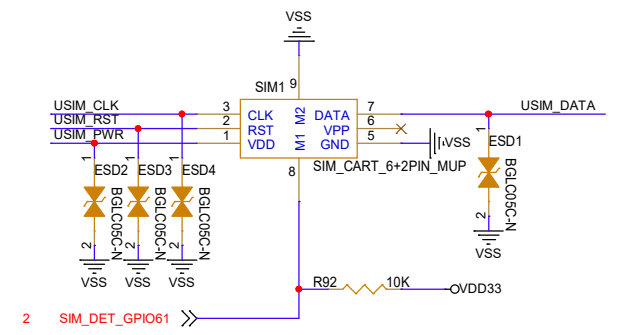 VSS
SIM1
9
USIM_CLK 3 CLK M2 DATA 7 USIM_DATA
USIM_RST 2 RST VPP 6
USIM_PWR 1 VDD M1 GND 5 VSS
8 SIM_CART_6+2PIN_MUP
1 ESD2 1 ESD3 1 ESD4 1 ESD1
BGLC05C-N BGLC05C-N BGLC05C-N BGLC05C-N
2 2 2 2
VSS VSS VSS VSS
R92 10K VDD33
2 SIM_DET_GPIO61